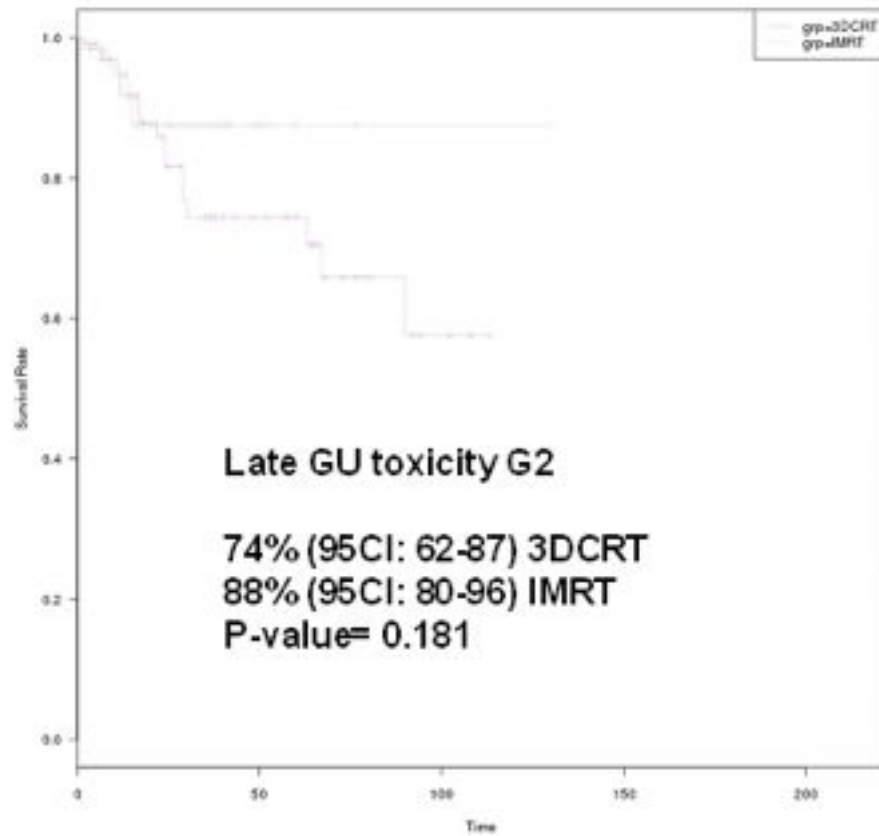 grp=3DCRT
grp=IMRT
1.0
0.8
0.6
0.4
0.2
0.0
Survival Rate
Late GU toxicity G2
74% (95CI: 62-87) 3DCRT
88% (95CI: 80-96) IMRT
P-value= 0.181
0
50
100
150
200
Time